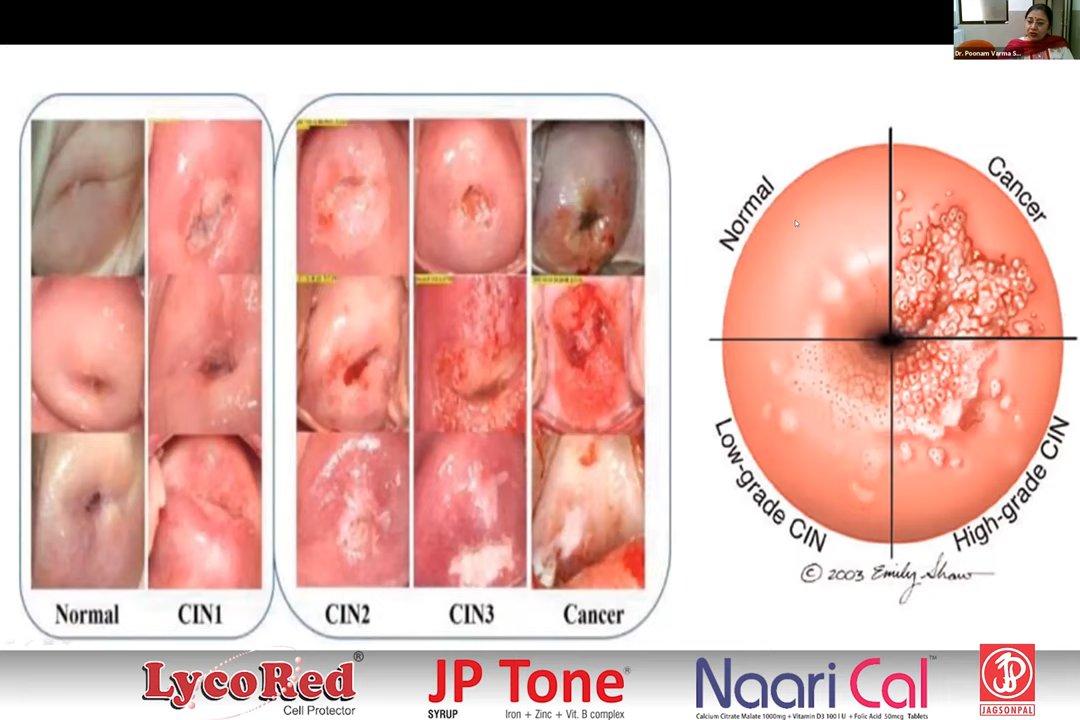 Dr. Poonam Varma S...
Normal
CIN1
CIN2
CIN3
Cancer
Normal
Cancer
Low-grade CIN
High-grade CIN
© 2003 Emily Shaw
LycoRed®
Cell Protector
JP Tone®
SYRUP Iron + Zinc + Vit. B complex
Naari Cal™
Calcium Citrate Malate 1000mg + Vitamin D3 100 I U + Folic Acid 50mcg Tablets
JP
JAGSONPAL